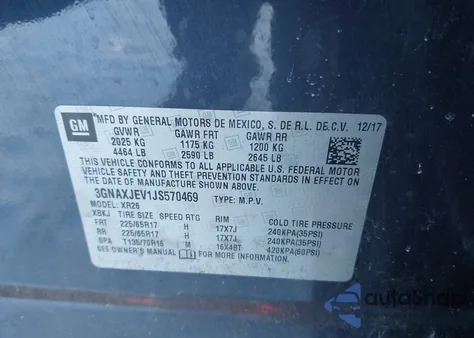 GM
MFD BY GENERAL MOTORS DE MEXICO, S. DE R.L. DE C.V. 12/17
GVWR GAWR FRT GAWR RR
2025 KG 1175 KG 1200 KG
4464 LB 2590 LB 2645 LB
THIS VEHICLE CONFORMS TO ALL APPLICABLE U.S. FEDERAL MOTOR
VEHICLE SAFETY AND THEFT PREVENTION STANDARDS IN EFFECT
ON THE DATE OF MANUFACTURE SHOWN ABOVE.
3GNAXJEV1JS570469 TYPE: M.P.V.
MODEL: XR26
XBKJ TIRE SIZE SPEED RTG RIM COLD TIRE PRESSURE
FRT 225/65R17 H 17X7J 240KPA(35PSI)
RR 225/65R17 H 17X7J 240KPA(35PSI)
SPA T135/70R16 M 16X4BT 420KPA(60PSI)
SEE OWNER'S MANUAL FOR MORE INFORMATION
autoSnap